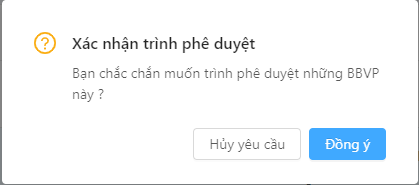 Xác nhận trình phê duyệt
Bạn chắc chắn muốn trình phê duyệt những BBVP
này ?
Hủy yêu cầu
Đồng ý